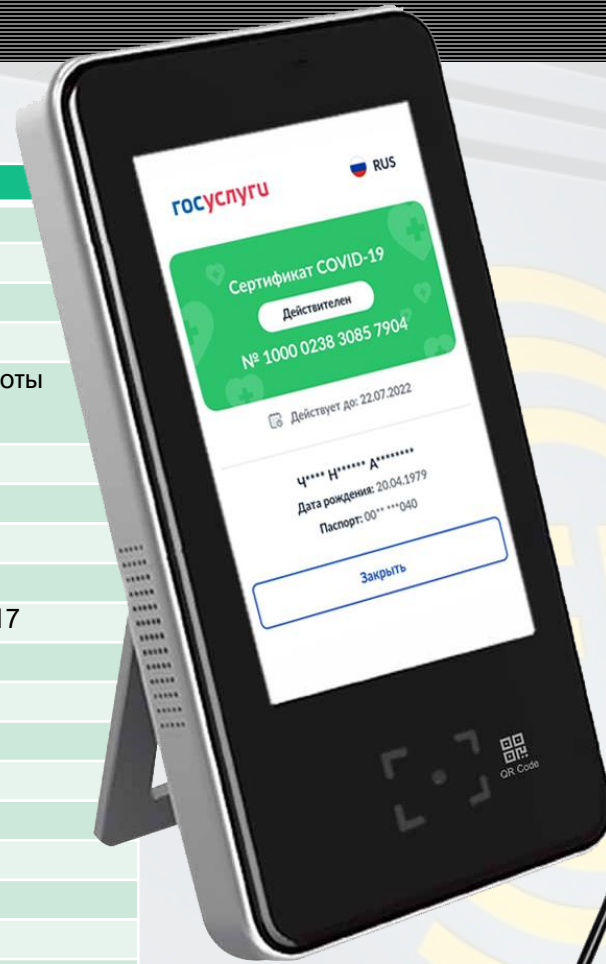 госуслуги
RUS
Сертификат COVID-19
Действителен
№ 1000 0238 3085 7904
Действует до: 22.07.2022
Ч**** Н****** А********
Дата рождения: 20.04.1979
Паспорт: 00** ***040
Закрыть
QR Code
оты
17